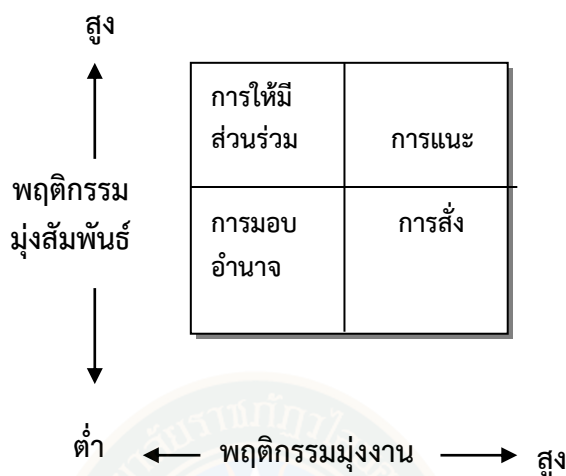 สูง
การให้มี
ส่วนร่วม
การแนะ
พฤติกรรม
มุ่งสัมพันธ์
การมอบ
อำนาจ
การสั่ง
ต่ำ
พฤติกรรมมุ่งงาน
สูง